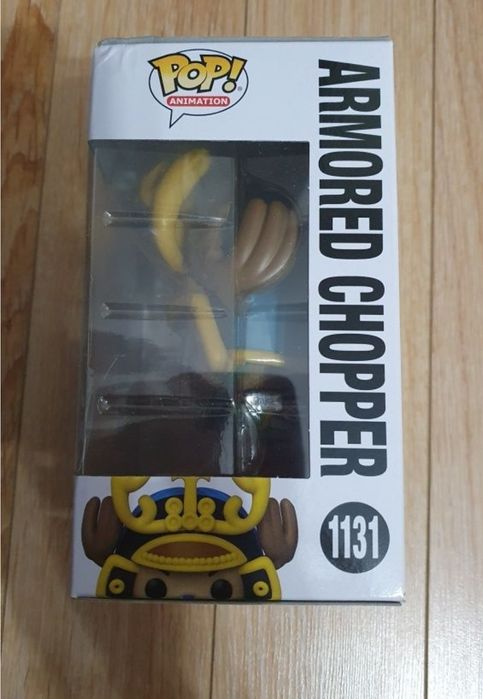 POP!
ANIMATION
ARMORED CHOPPER
1131